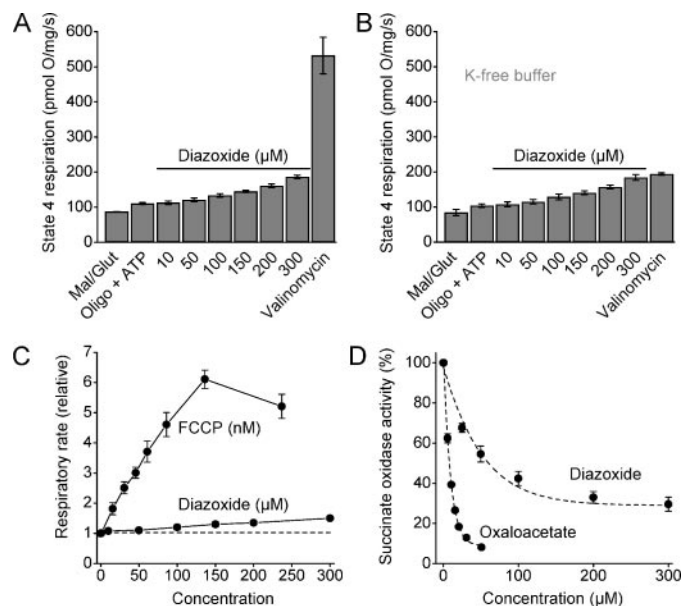 A
State 4 respiration (pmol O/mg/s)
600
500
400
300
200
100
0
Diazoxide (µM)
Mal/Glut
Oligo + ATP
10
50
100
150
200
300
Valinomycin
B
State 4 respiration (pmol O/mg/s)
600
500
400
300
200
100
0
K-free buffer
Diazoxide (µM)
Mal/Glut
Oligo + ATP
10
50
100
150
200
300
Valinomycin
C
Respiratory rate (relative)
7
6
5
4
3
2
1
0
FCCP (nM)
Diazoxide (µM)
0 50 100 150 200 250 300
Concentration
D
Succinate oxidase activity (%)
100
80
60
40
20
0
Diazoxide
Oxaloacetate
0 100 200 300
Concentration (µM)